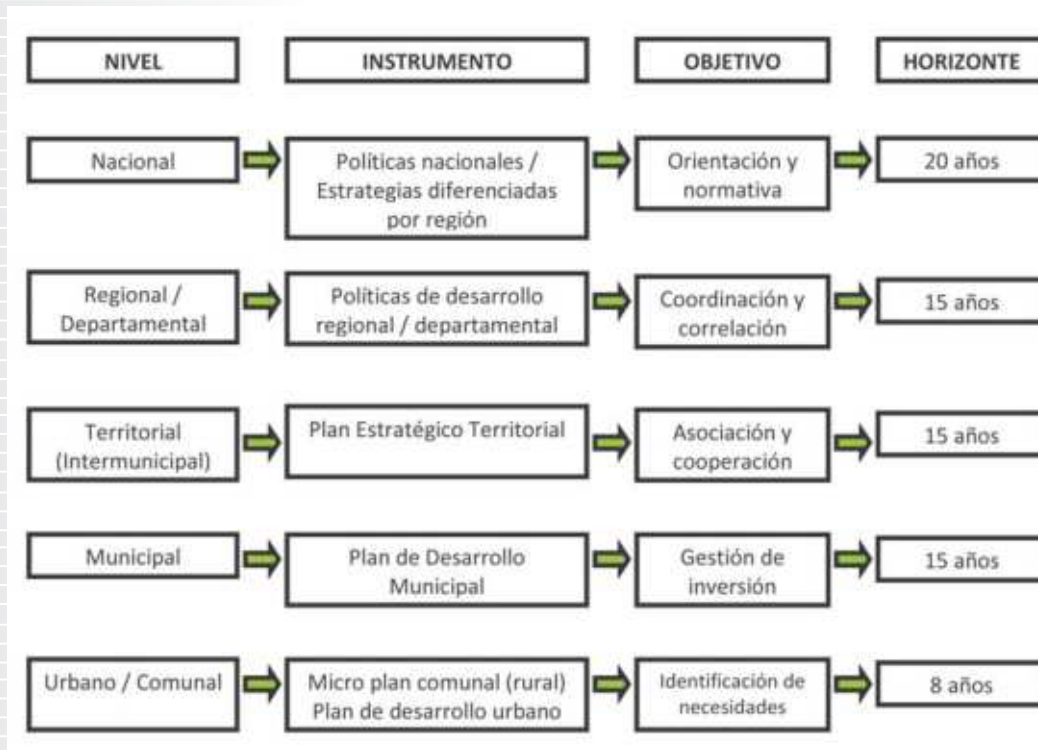 NIVEL
INSTRUMENTO
OBJETIVO
HORIZONTE
Nacional
Políticas nacionales /
Estrategias diferenciadas
por región
Orientación y
normativa
20 años
Regional /
Departamental
Políticas de desarrollo
regional / departamental
Coordinación y
correlación
15 años
Territorial
(Intermunicipal)
Plan Estratégico Territorial
Asociación y
cooperación
15 años
Municipal
Plan de Desarrollo
Municipal
Gestión de
inversión
15 años
Urbano / Comunal
Micro plan comunal (rural)
Plan de desarrollo urbano
Identificación de
necesidades
8 años